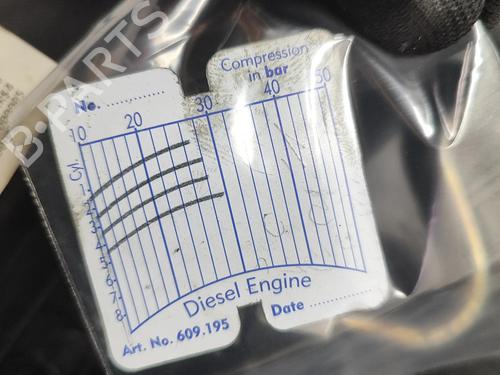 Compression
in bar
No. ..............
10 20 30 40 50
Cyl.
1
2
3
4
5
6
7
8
Diesel Engine
Art. No. 609.195
Date ..................
B-PARTS